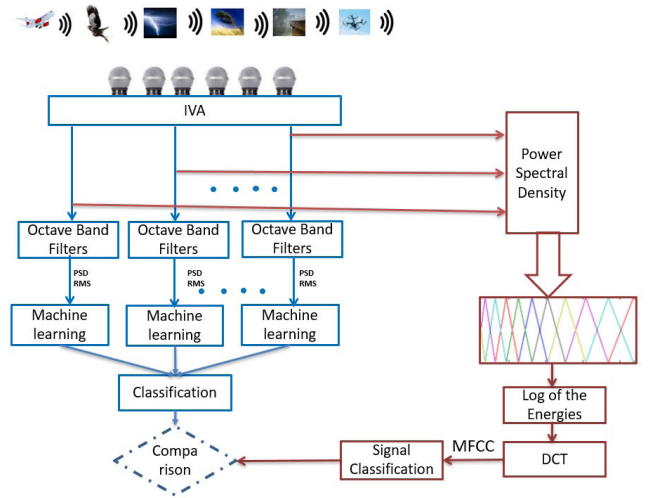 IVA
Power
Spectral
Density
Octave Band
Filters
Octave Band
Filters
Octave Band
Filters
PSD
RMS
PSD
RMS
PSD
RMS
Machine
learning
Machine
learning
Machine
learning
Classification
Log of the
Energies
Compa
rison
Signal
Classification
MFCC
DCT